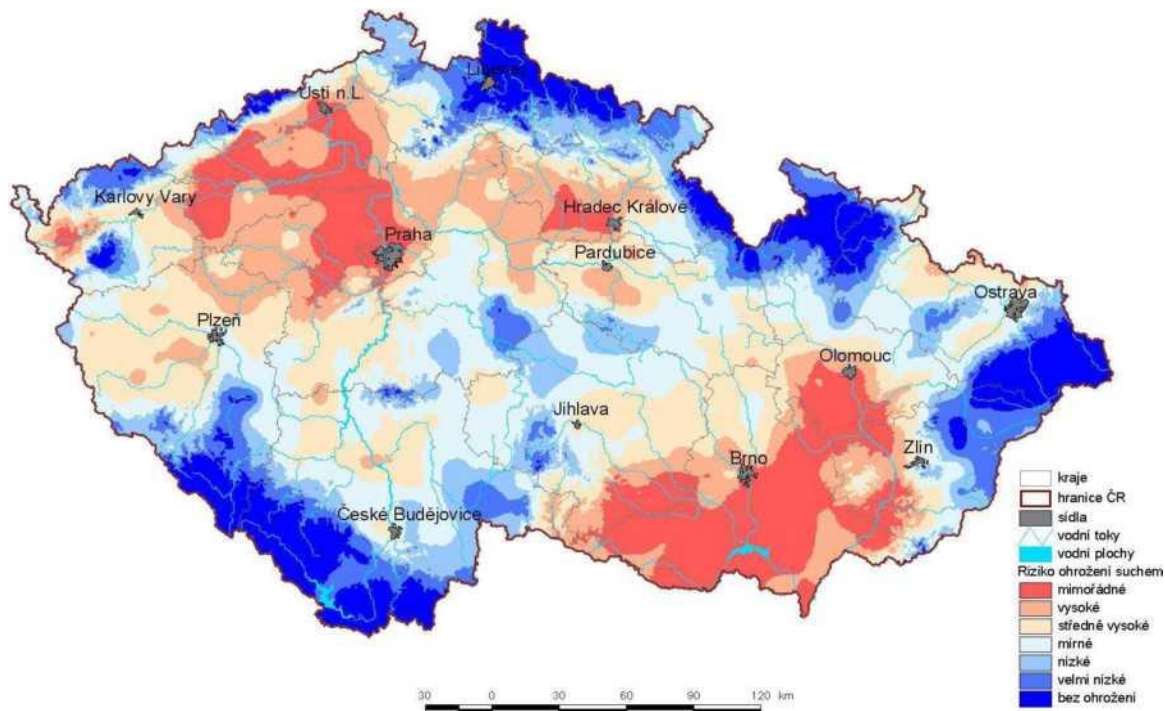 Liberec
Ústí n.L.
Karlovy Vary
Hradec Králové
Praha
Pardubice
Ostrava
Plzeň
Olomouc
Jihlava
Zlín
Brno
České Budějovice
kraje
hranice ČR
sídla
vodní toky
vodní plochy
Riziko ohrožení suchem
mimořádné
vysoké
středně vysoké
mírné
nízké
velmi nízké
bez ohrožení
30 0 30 60 90 120 km